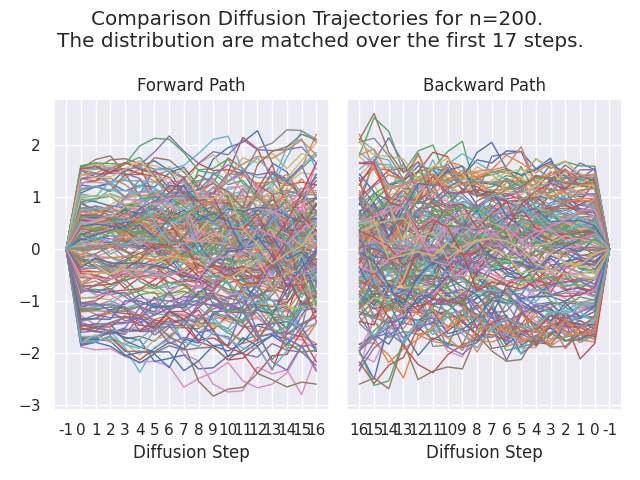 Comparison Diffusion Trajectories for n=200.
The distribution are matched over the first 17 steps.
Forward Path
Backward Path
2
1
0
−1
−2
−3
-1 0 1 2 3 4 5 6 7 8 9 10 11 12 13 14 15 16
16 15 14 13 12 11 10 9 8 7 6 5 4 3 2 1 0 -1
Diffusion Step
Diffusion Step